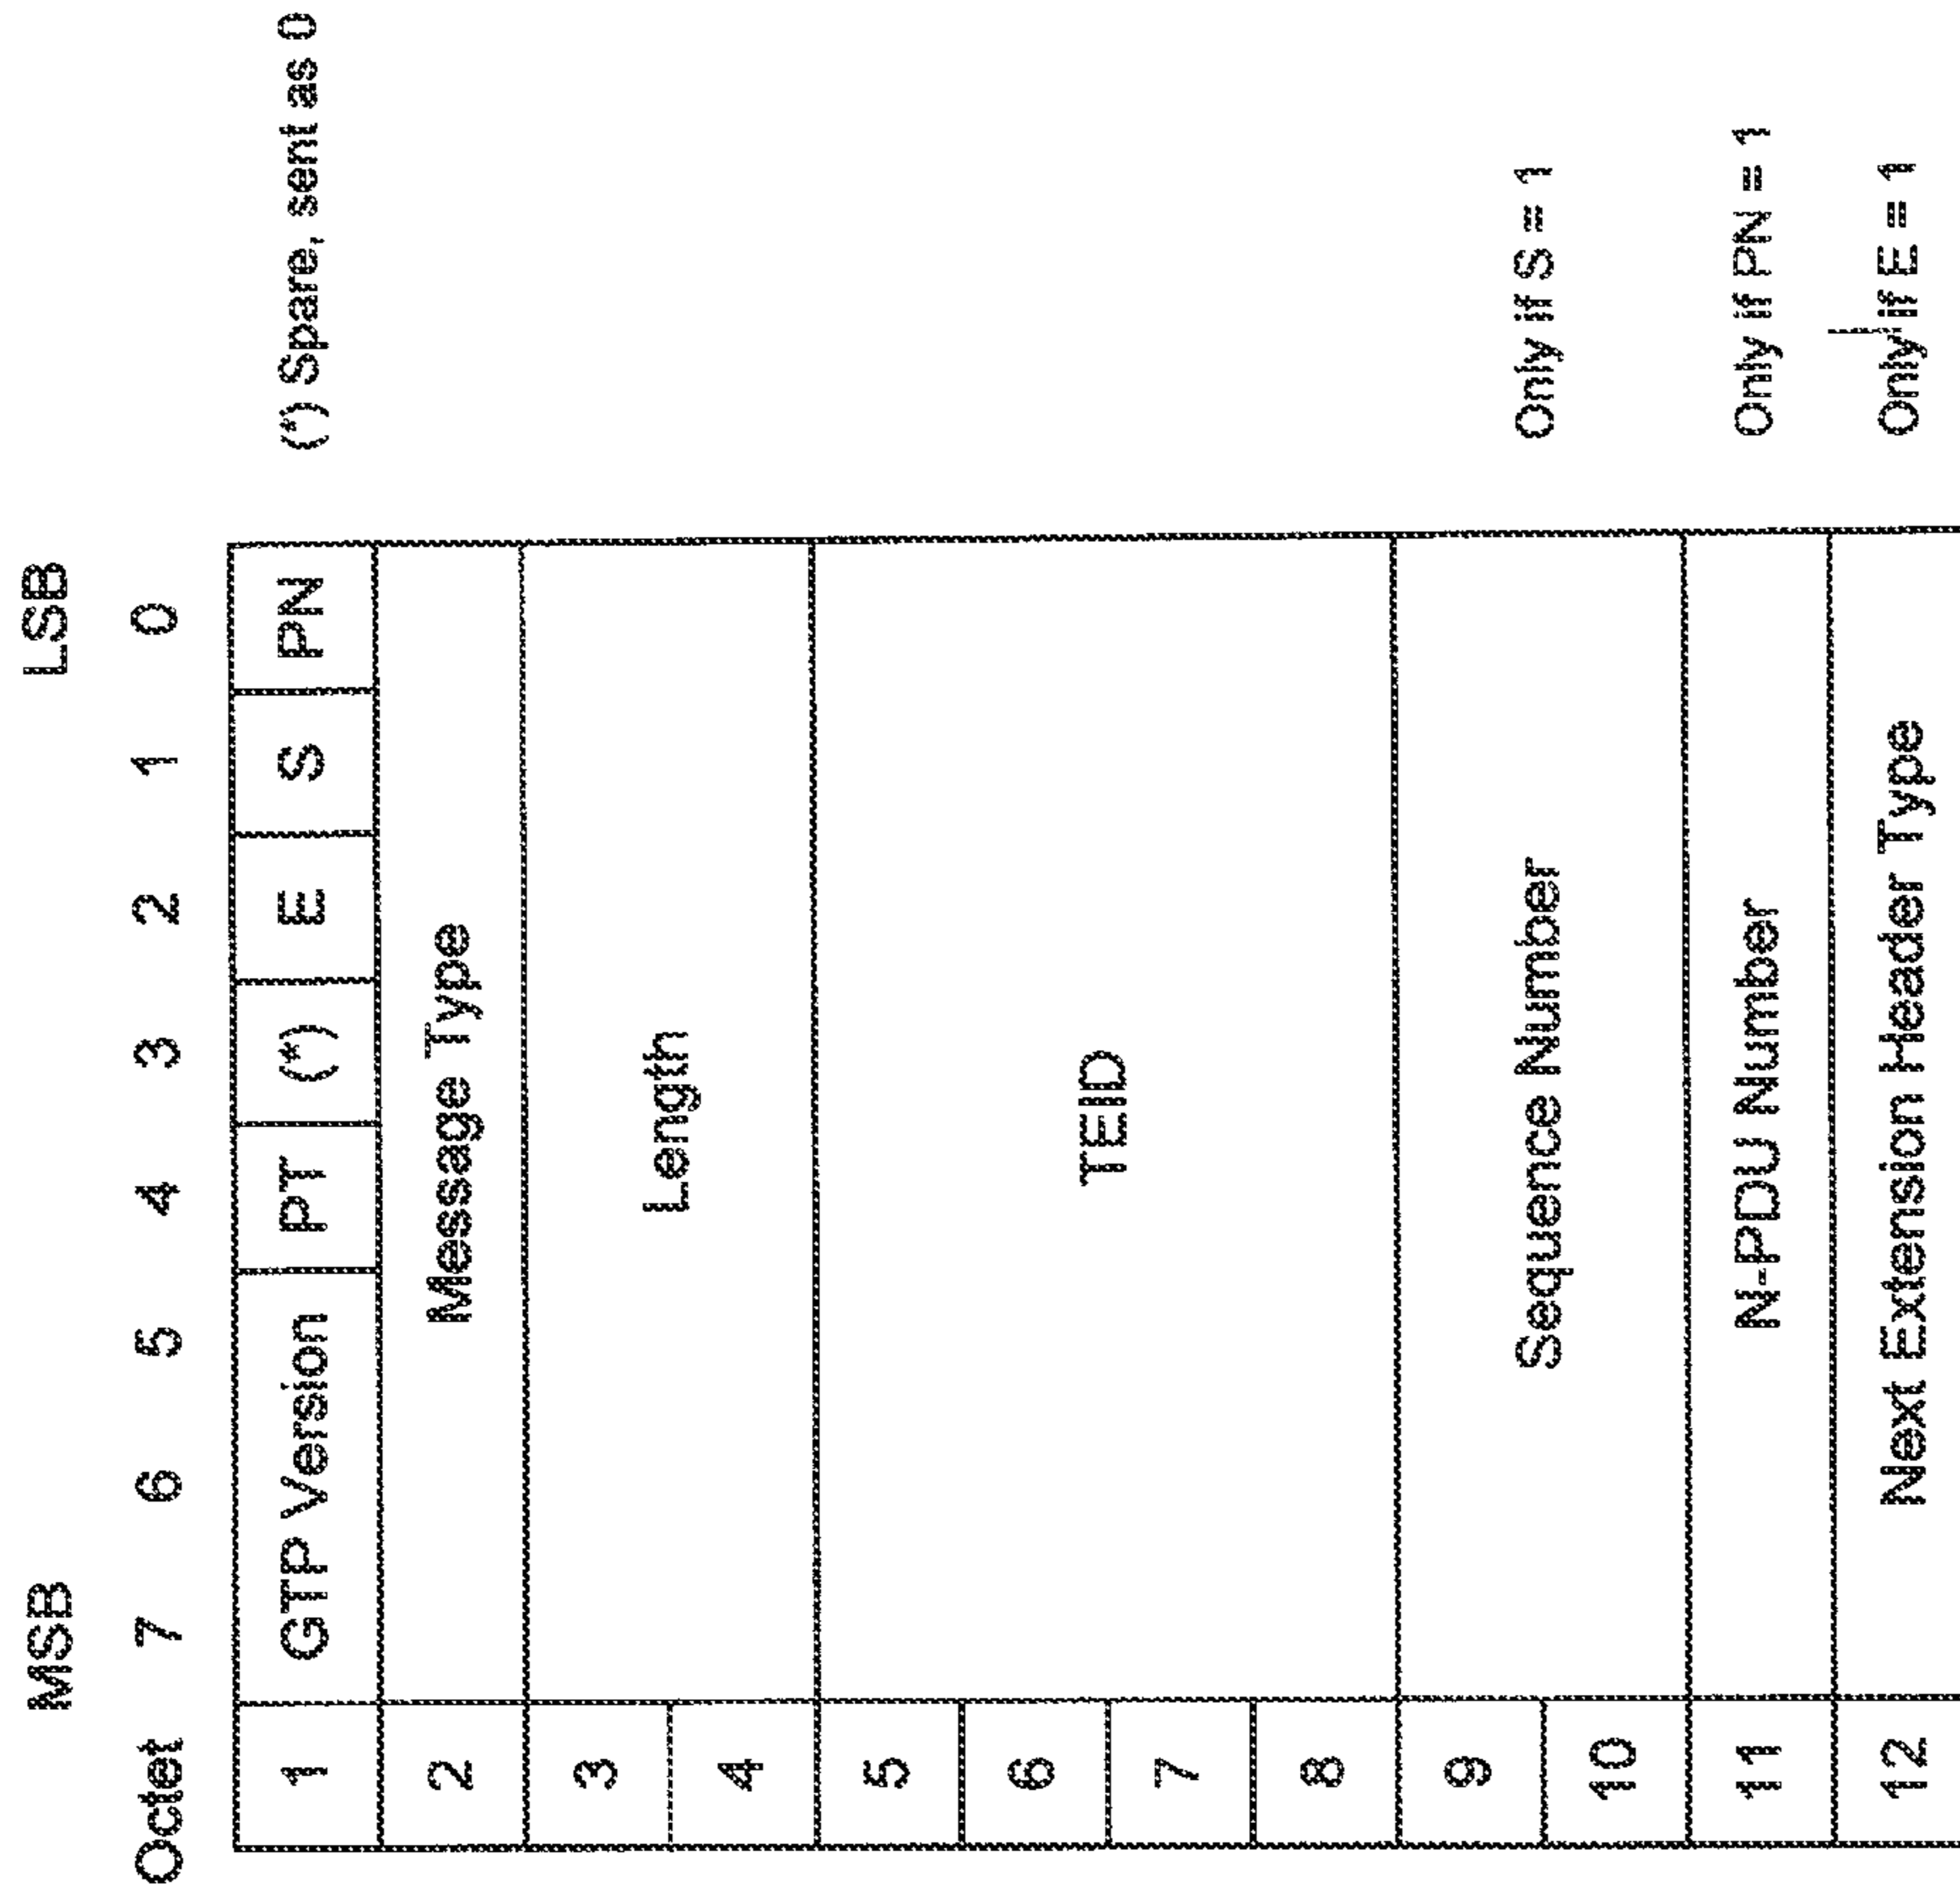 MSB LSB
Octet 7 6 5 4 3 2 1 0
1 GTP Version PT (*) E S PN (*) Spare, sent as 0
2 Message Type
3 Length
4
5 TEID
6
7
8
9 Sequence Number Only if S = 1
10
11 N-PDU Number Only if PN = 1
12 Next Extension Header Type Only if E = 1